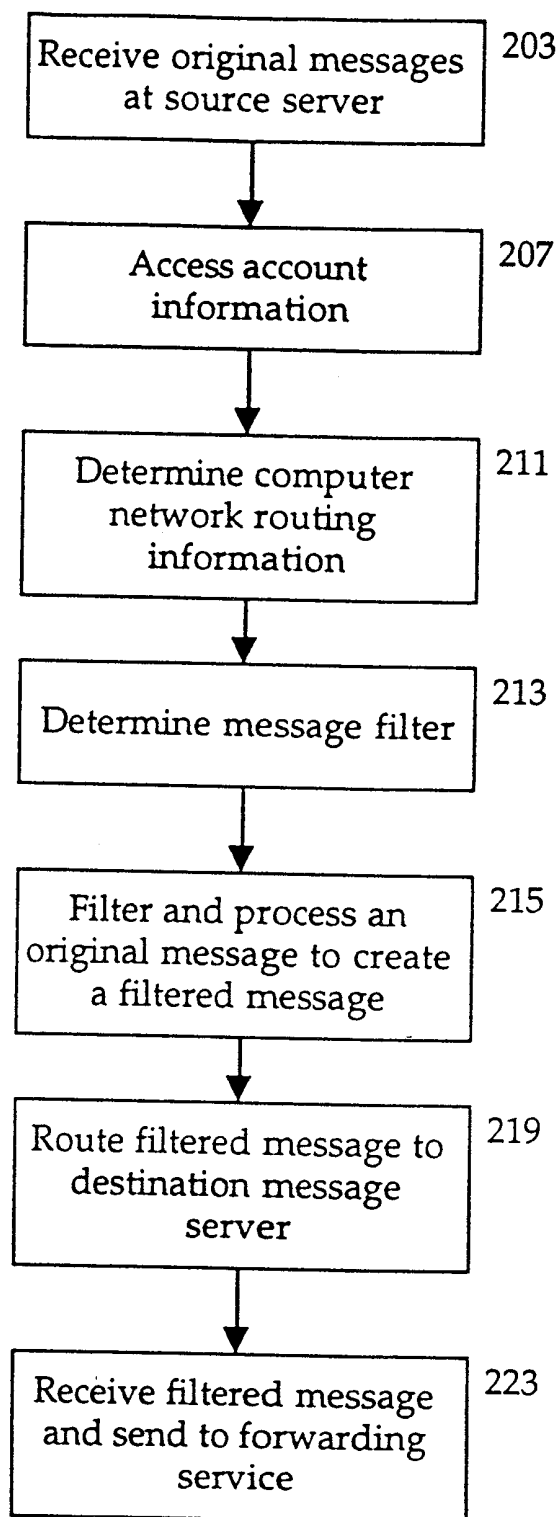 203
Receive original messages
at source server
207
Access account
information
211
Determine computer
network routing
information
213
Determine message filter
215
Filter and process an
original message to create
a filtered message
219
Route filtered message to
destination message
server
223
Receive filtered message
and send to forwarding
service